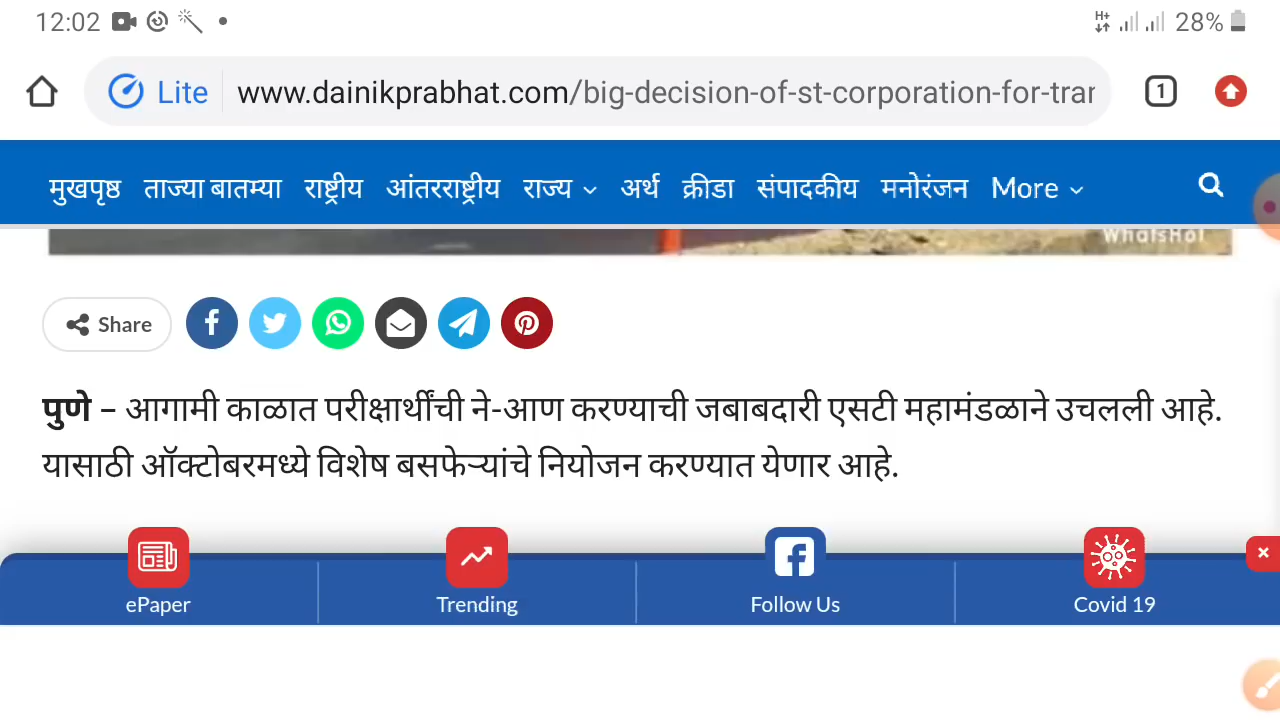 12:02 28%
Lite www.dainikprabhat.com/big-decision-of-st-corporation-for-trar
1
मुखपृष्ठ ताज्या बातम्या राष्ट्रीय आंतरराष्ट्रीय राज्य अर्थ क्रीडा संपादकीय मनोरंजन More
WhatsHot
Share
पुणे – आगामी काळात परीक्षार्थींची ने-आण करण्याची जबाबदारी एसटी महामंडळाने उचलली आहे.
यासाठी ऑक्टोबरमध्ये विशेष बसफेऱ्यांचे नियोजन करण्यात येणार आहे.
ePaper Trending Follow Us Covid 19